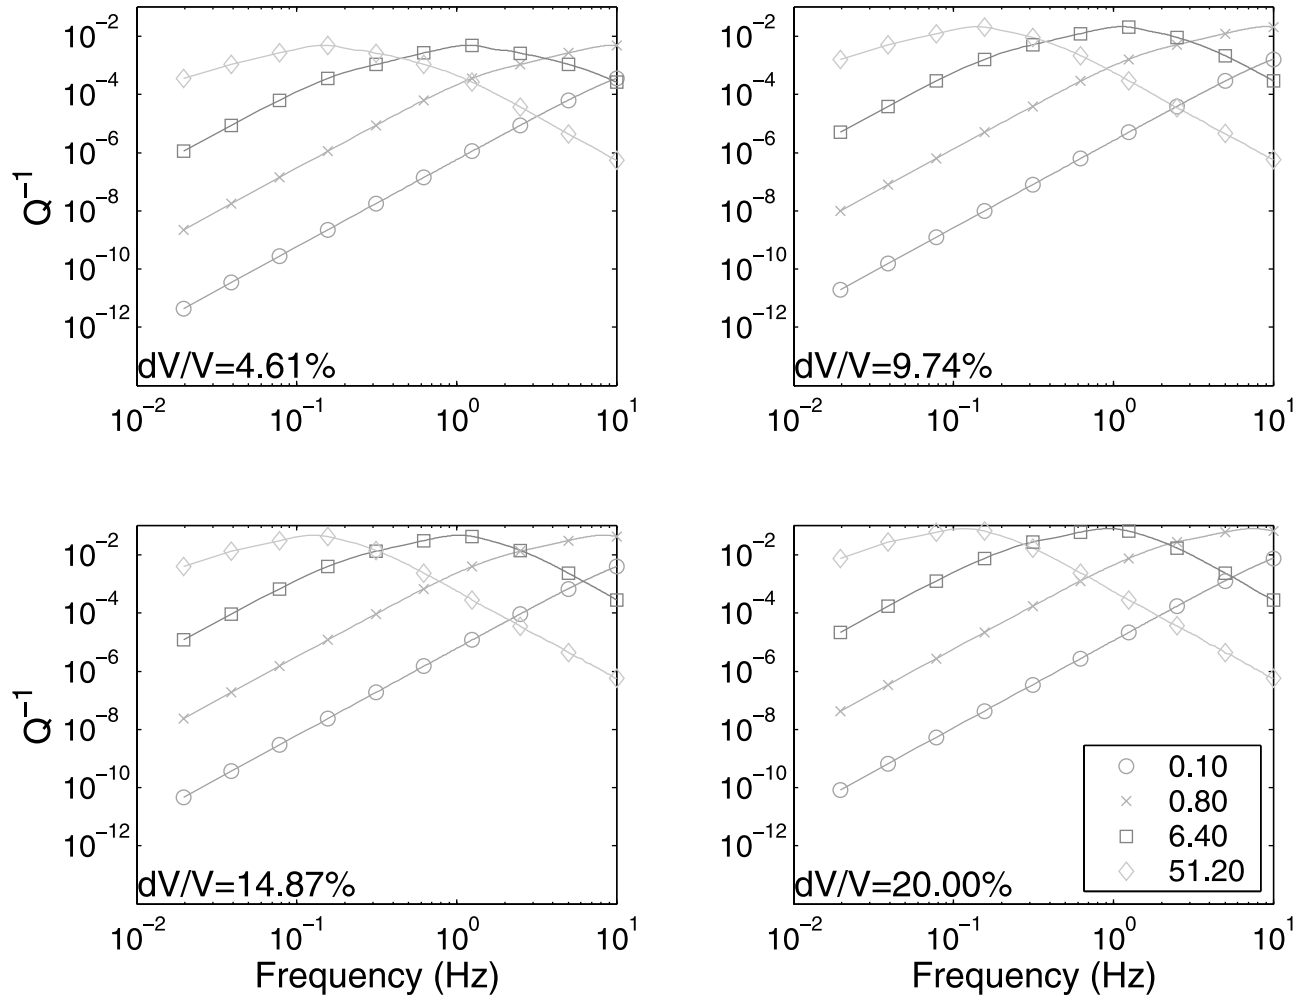 Q⁻¹
10⁻²
10⁻⁴
10⁻⁶
10⁻⁸
10⁻¹⁰
10⁻¹²
dV/V=4.61%
10⁻² 10⁻¹ 10⁰ 10¹
10⁻²
10⁻⁴
10⁻⁶
10⁻⁸
10⁻¹⁰
10⁻¹²
dV/V=9.74%
10⁻² 10⁻¹ 10⁰ 10¹
Q⁻¹
10⁻²
10⁻⁴
10⁻⁶
10⁻⁸
10⁻¹⁰
10⁻¹²
dV/V=14.87%
10⁻² 10⁻¹ 10⁰ 10¹
Frequency (Hz)
10⁻²
10⁻⁴
10⁻⁶
10⁻⁸
10⁻¹⁰
10⁻¹²
0.10
0.80
6.40
51.20
dV/V=20.00%
10⁻² 10⁻¹ 10⁰ 10¹
Frequency (Hz)